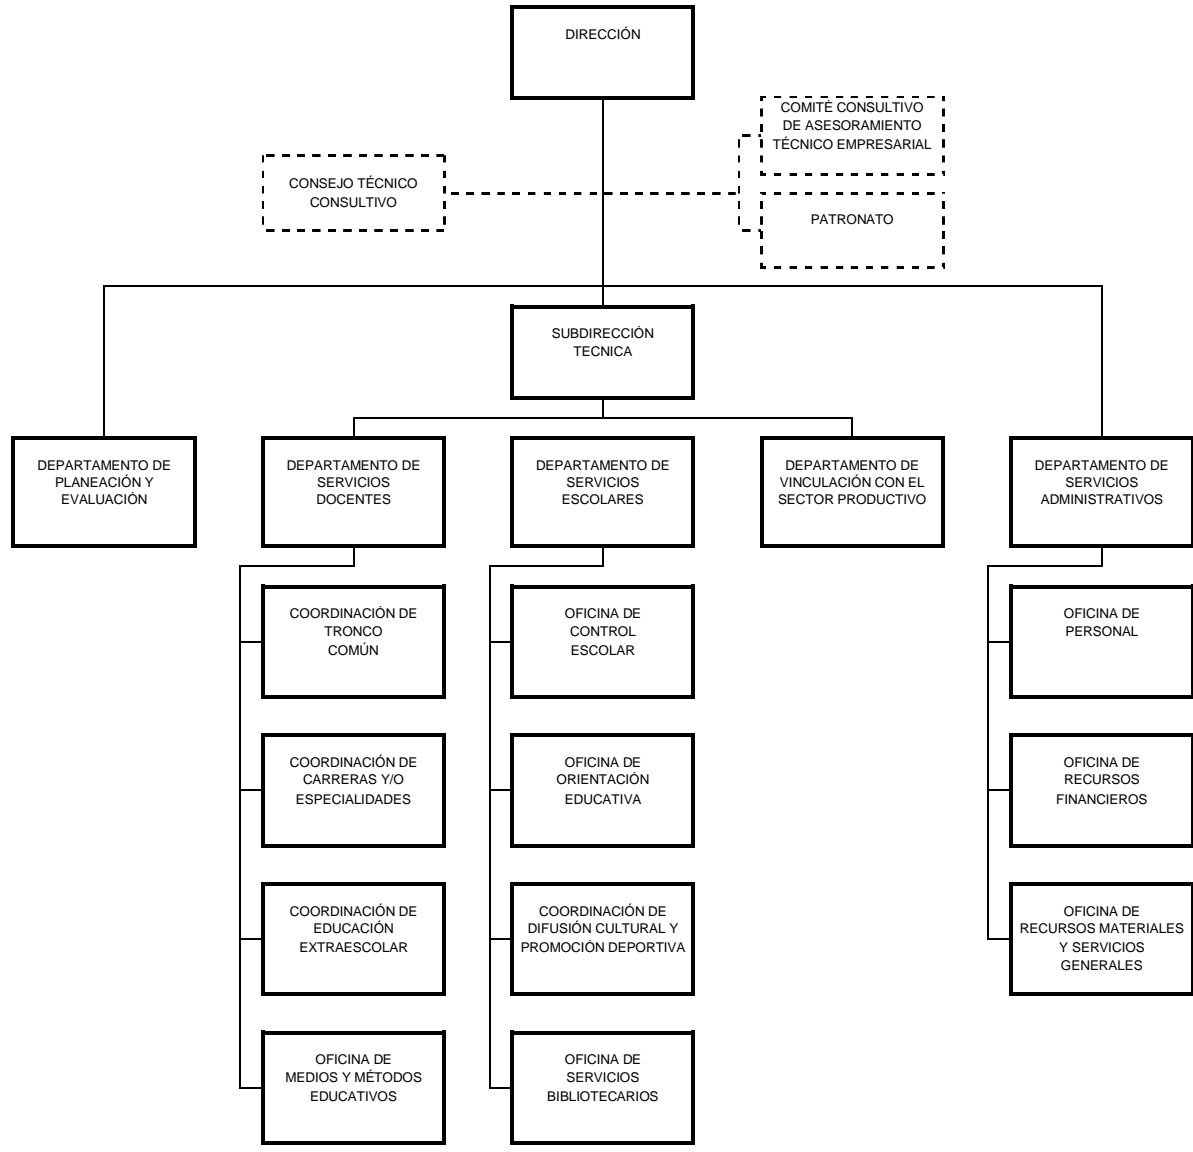 DIRECCIÓN
COMITÉ CONSULTIVO
DE ASESORAMIENTO
TÉCNICO EMPRESARIAL
CONSEJO TÉCNICO
CONSULTIVO
PATRONATO
SUBDIRECCIÓN
TECNICA
DEPARTAMENTO DE
PLANEACIÓN Y
EVALUACIÓN
DEPARTAMENTO DE
SERVICIOS
DOCENTES
DEPARTAMENTO DE
SERVICIOS
ESCOLARES
DEPARTAMENTO DE
VINCULACIÓN CON EL
SECTOR PRODUCTIVO
DEPARTAMENTO DE
SERVICIOS
ADMINISTRATIVOS
COORDINACIÓN DE
TRONCO
COMÚN
OFICINA DE
CONTROL
ESCOLAR
OFICINA DE
PERSONAL
COORDINACIÓN DE
CARRERAS Y/O
ESPECIALIDADES
OFICINA DE
ORIENTACIÓN
EDUCATIVA
OFICINA DE
RECURSOS
FINANCIEROS
COORDINACIÓN DE
EDUCACIÓN
EXTRAESCOLAR
COORDINACIÓN DE
DIFUSIÓN CULTURAL Y
PROMOCIÓN DEPORTIVA
OFICINA DE
RECURSOS MATERIALES
Y SERVICIOS
GENERALES
OFICINA DE
MEDIOS Y MÉTODOS
EDUCATIVOS
OFICINA DE
SERVICIOS
BIBLIOTECARIOS